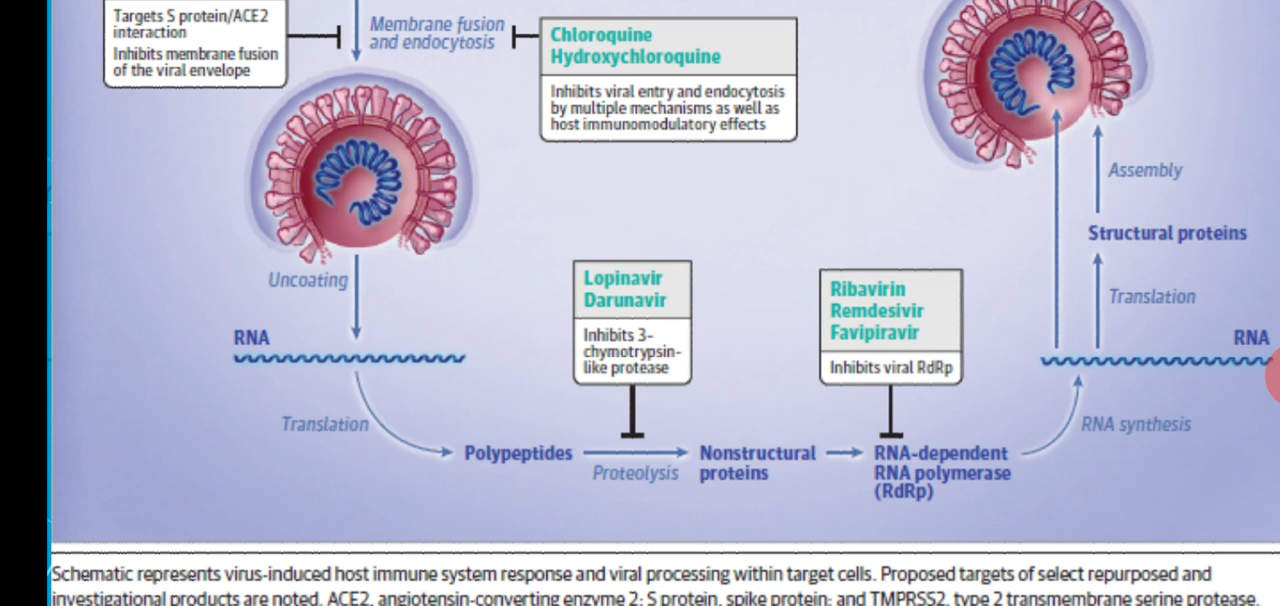 Targets S protein/ACE2
interaction
Inhibits membrane fusion
of the viral envelope
Membrane fusion
and endocytosis
Chloroquine
Hydroxychloroquine
Inhibits viral entry and endocytosis
by multiple mechanisms as well as
host immunomodulatory effects
Uncoating
RNA
Translation
Polypeptides
Lopinavir
Darunavir
Inhibits 3-
chymotrypsin-
like protease
Proteolysis
Nonstructural
proteins
Ribavirin
Remdesivir
Favipiravir
Inhibits viral RdRp
RNA-dependent
RNA polymerase
(RdRp)
RNA synthesis
RNA
Translation
Structural proteins
Assembly
Schematic represents virus-induced host immune system response and viral processing within target cells. Proposed targets of select repurposed and
investigational products are noted. ACE2, angiotensin-converting enzyme 2; S protein, spike protein; and TMPRSS2, type 2 transmembrane serine protease.